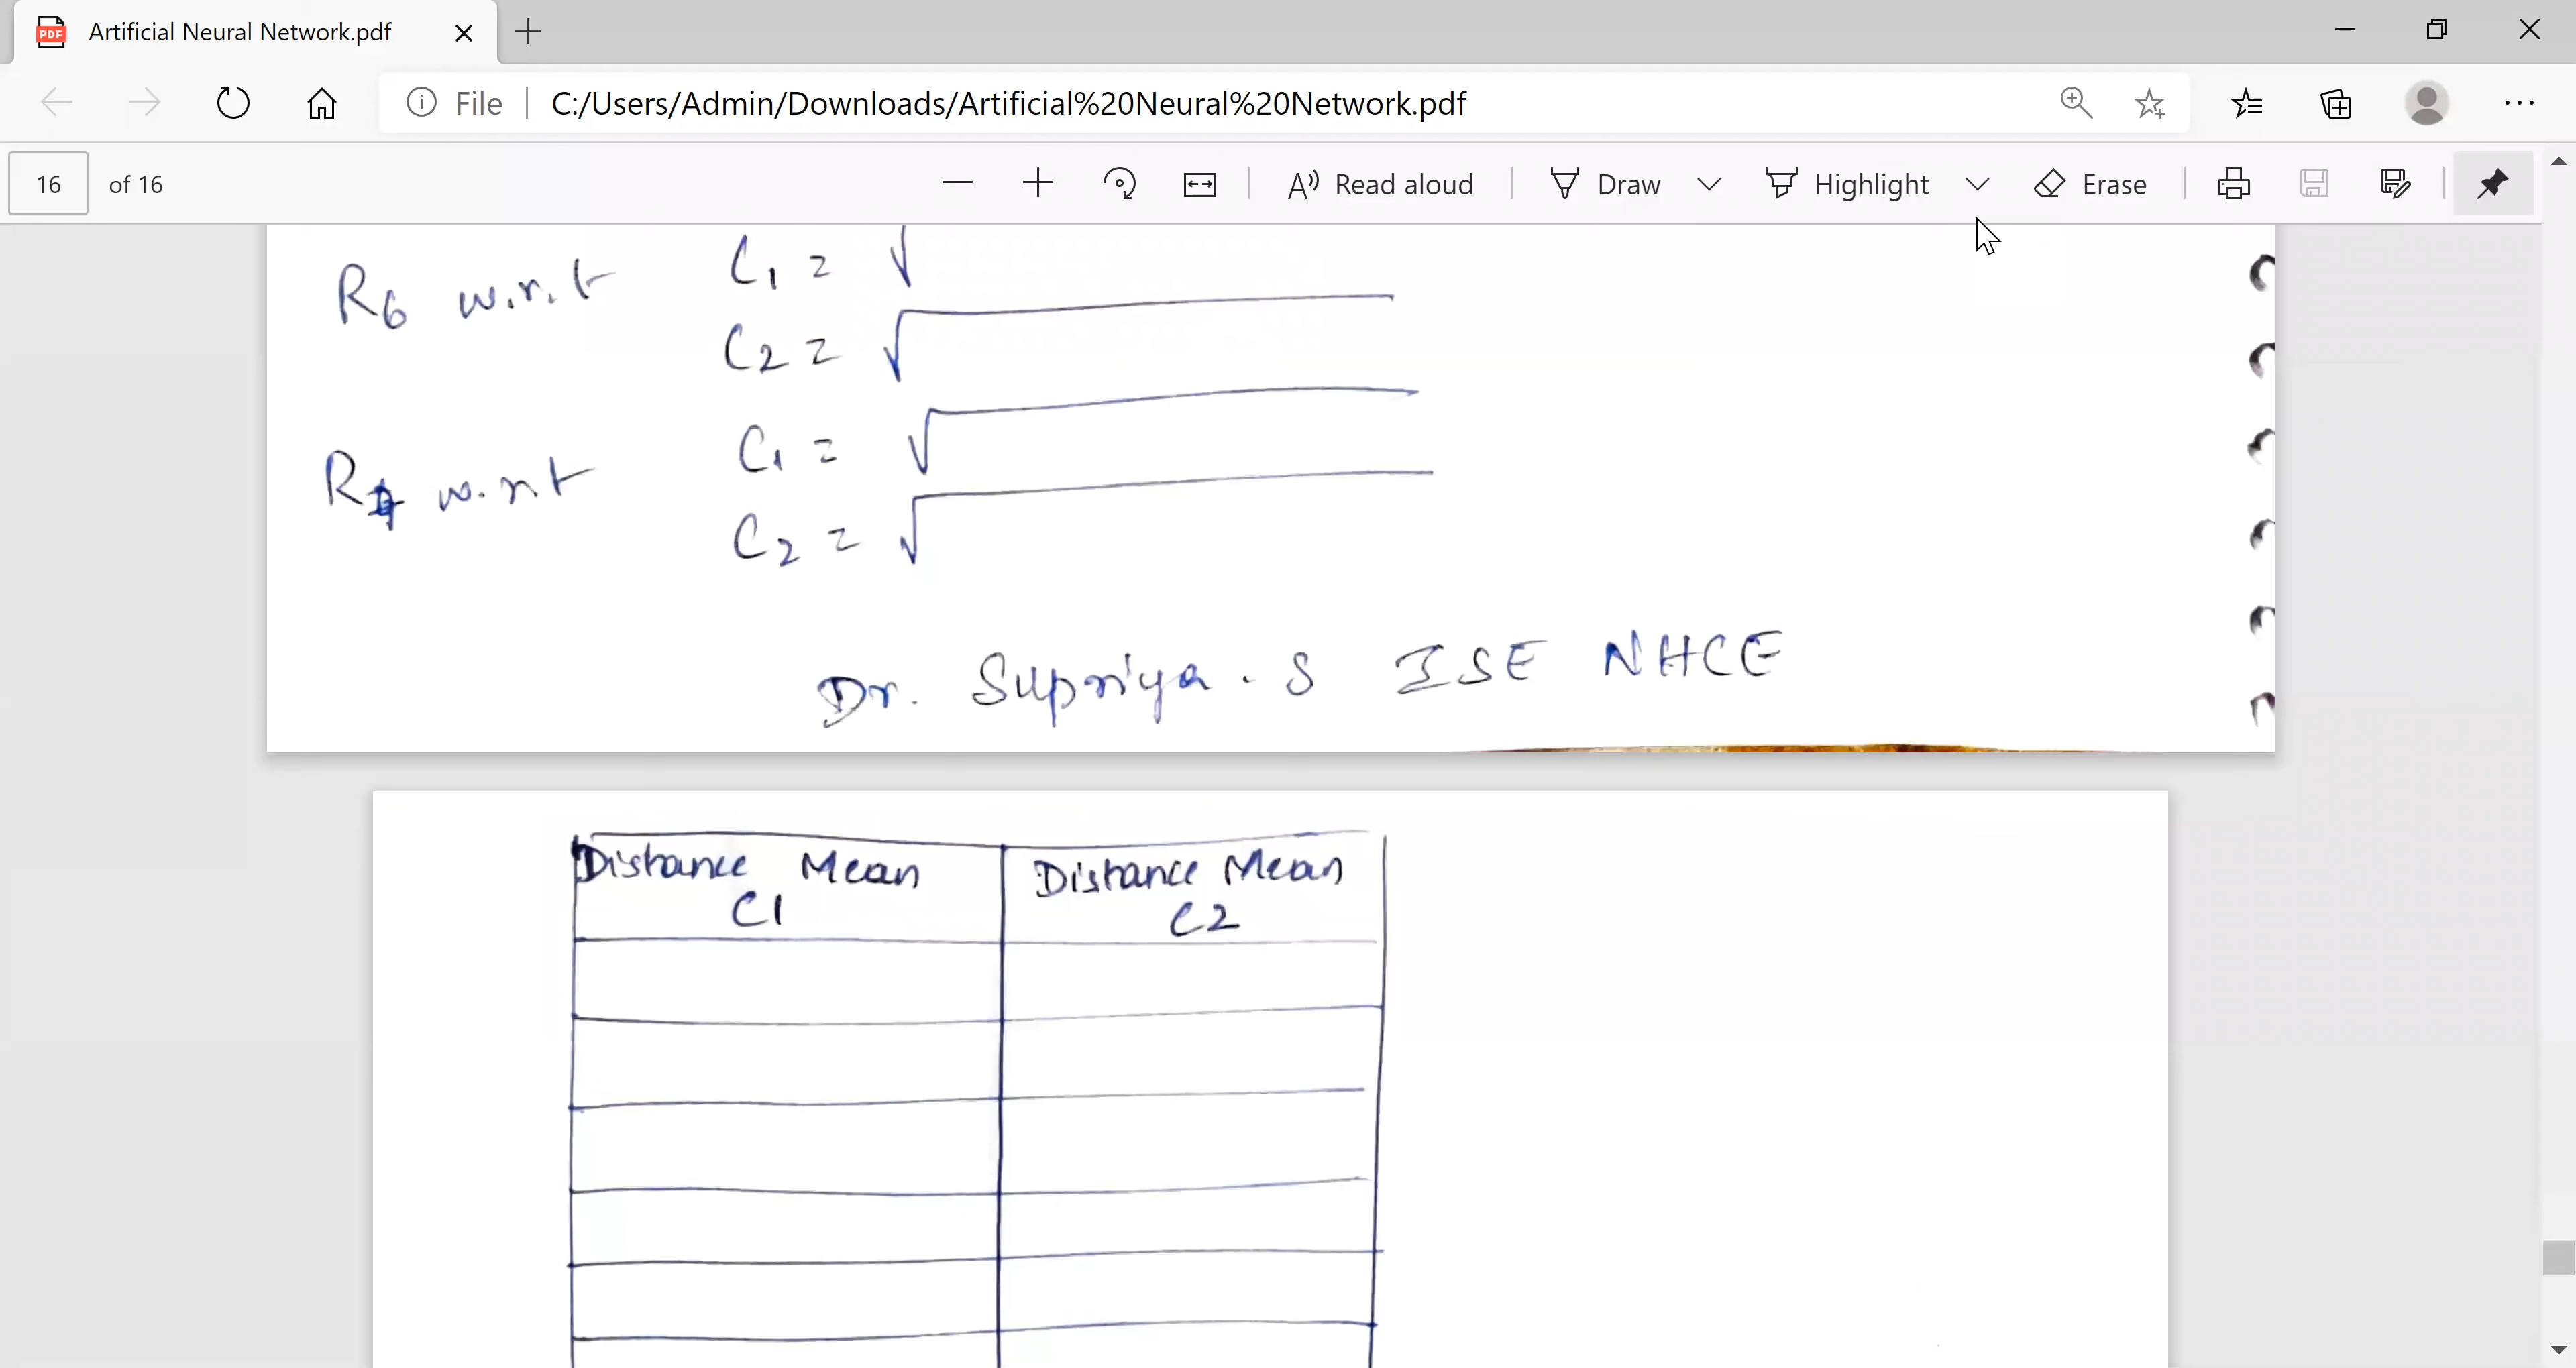 Artificial Neural Network.pdf
File C:/Users/Admin/Downloads/Artificial%20Neural%20Network.pdf
16 of 16 Read aloud Draw Highlight Erase
R6 w.r.t C1 = √
C2 = √
R7 w.r.t C1 = √
C2 = √
Dr. Supriya . S ISE NHCE
Distance Mean C1 Distance Mean C2